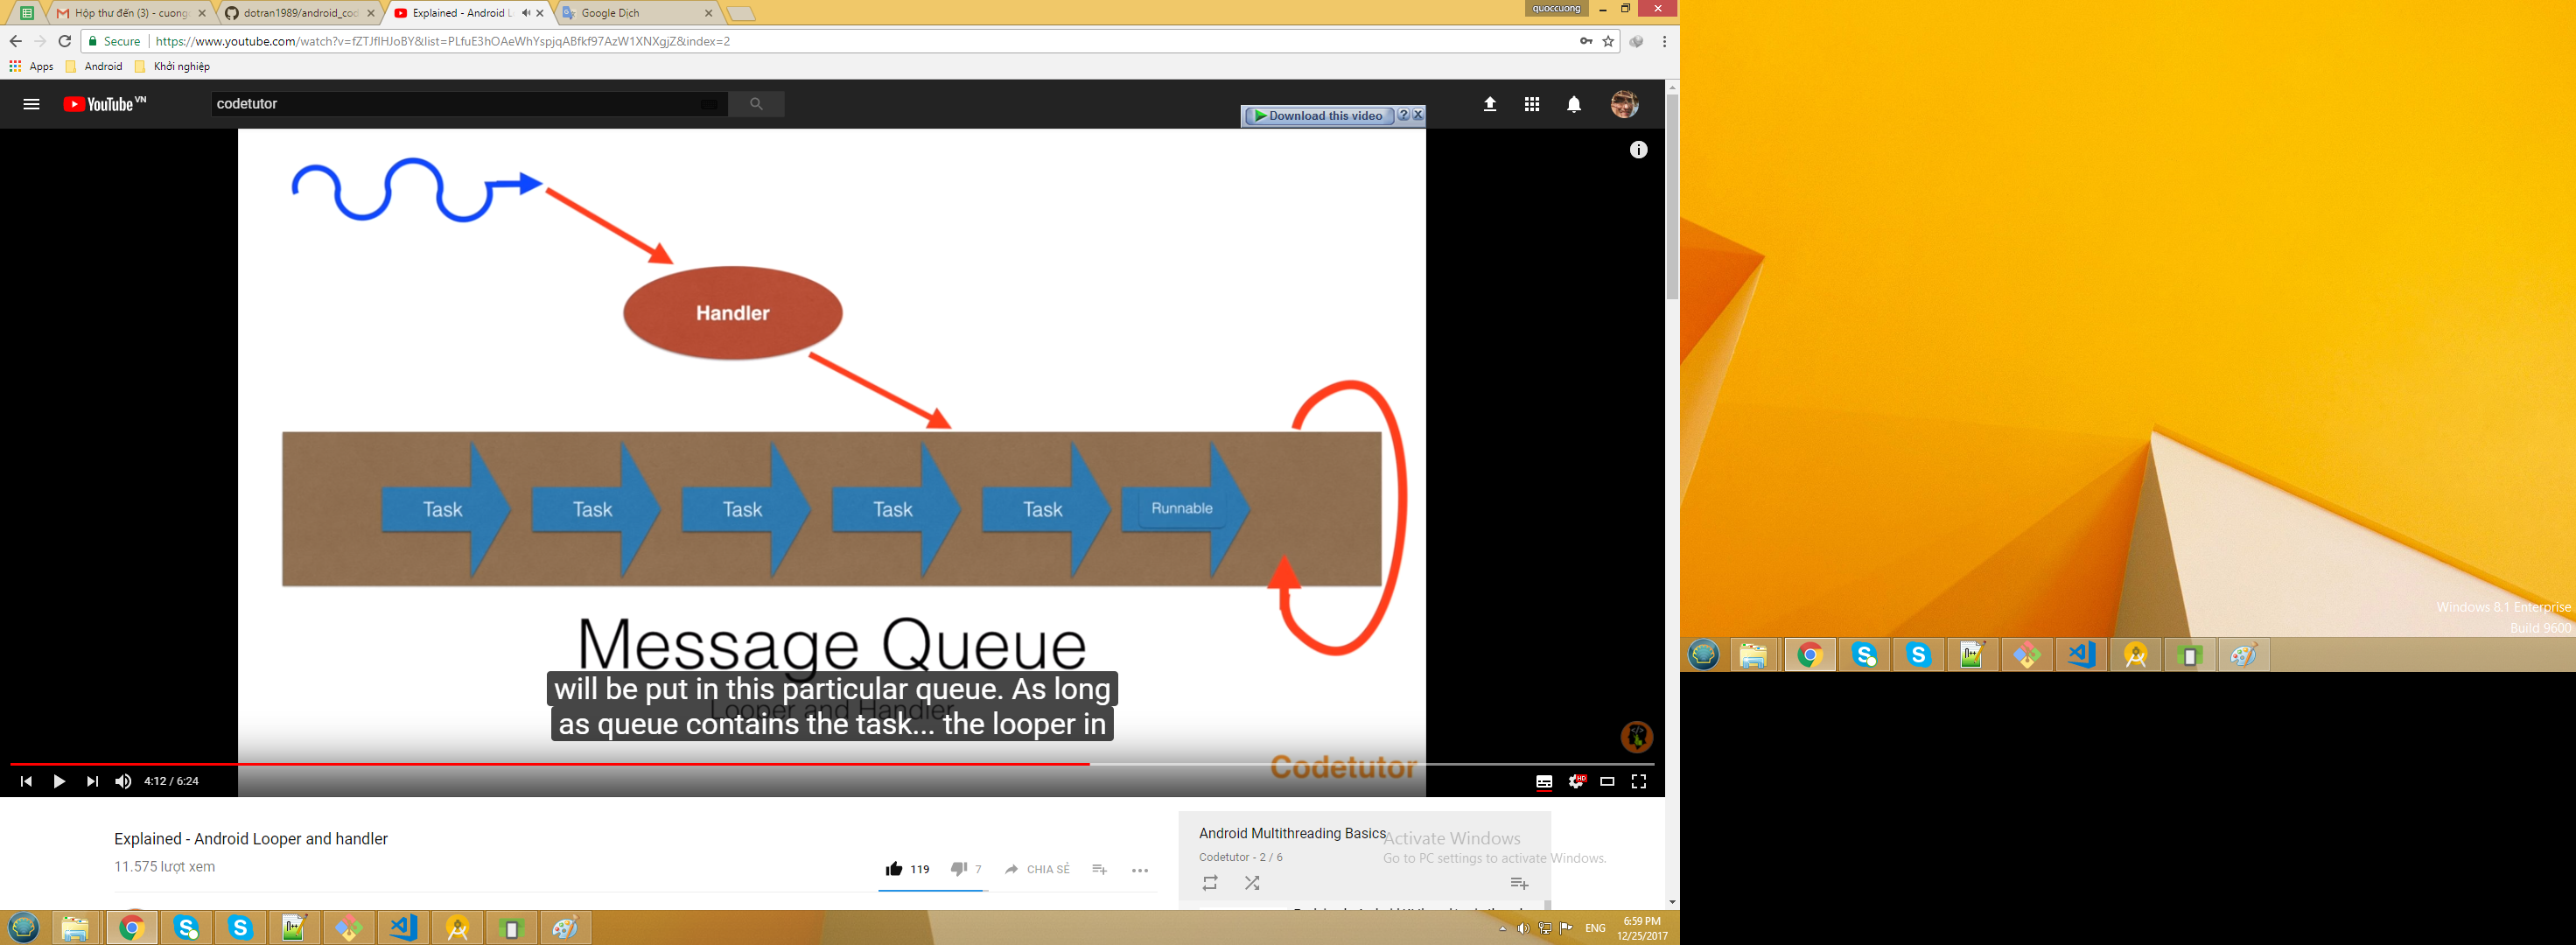 Hộp thư đến (3) - cuong
dotran1989/android_cod
Explained - Android L
Google Dịch
quoccuong
Secure
https://www.youtube.com/watch?v=fZTJflHJoBY&list=PLfuE3hOAeWhYspjqABfkf97AzW1XNXgjZ&index=2
Apps
Android
Khởi nghiệp
YouTube VN
codetutor
Download this video
Handler
Task
Task
Task
Task
Task
Runnable
Message Queue
Looper and Handler
will be put in this particular queue. As long
as queue contains the task... the looper in
Codetutor
4:12 / 6:24
HD
Explained - Android Looper and handler
11.575 lượt xem
119
7
CHIA SẺ
Android Multithreading Basics
Codetutor - 2 / 6
Activate Windows
Go to PC settings to activate Windows.
ENG
6:59 PM
12/25/2017
Windows 8.1 Enterprise
Build 9600